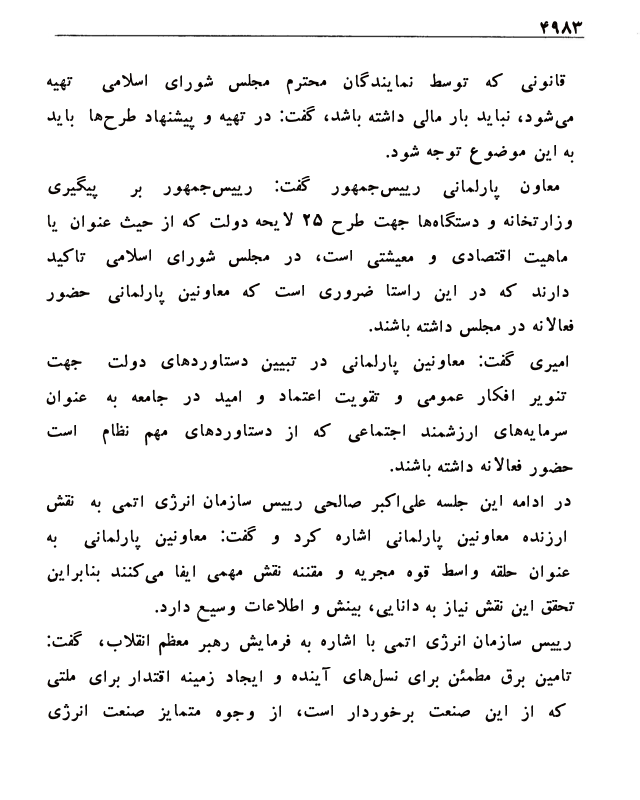 ۴۹۸۳
قانونی که توسط نمایندگان محترم مجلس شورای اسلامی تهیه
می‌شود، نباید بار مالی داشته باشد، گفت: در تهیه و پیشنهاد طرح‌ها باید
به این موضوع توجه شود.
معاون پارلمانی رییس‌جمهور گفت: رییس‌جمهور بر پیگیری
وزارتخانه و دستگاه‌ها جهت طرح ۲۵ لایحه دولت که از حیث عنوان یا
ماهیت اقتصادی و معیشتی است، در مجلس شورای اسلامی تاکید
دارند که در این راستا ضروری است که معاونین پارلمانی حضور
فعالانه در مجلس داشته باشند.
امیری گفت: معاونین پارلمانی در تبیین دستاوردهای دولت جهت
تنویر افکار عمومی و تقویت اعتماد و امید در جامعه به عنوان
سرمایه‌های ارزشمند اجتماعی که از دستاوردهای مهم نظام است
حضور فعالانه داشته باشند.
در ادامه این جلسه علی‌اکبر صالحی رییس سازمان انرژی اتمی به نقش
ارزنده معاونین پارلمانی اشاره کرد و گفت: معاونین پارلمانی به
عنوان حلقه واسط قوه مجریه و مقننه نقش مهمی ایفا می‌کنند بنابراین
تحقق این نقش نیاز به دانایی، بینش و اطلاعات وسیع دارد.
رییس سازمان انرژی اتمی با اشاره به فرمایش رهبر معظم انقلاب، گفت:
تامین برق مطمئن برای نسل‌های آینده و ایجاد زمینه اقتدار برای ملتی
که از این صنعت برخوردار است، از وجوه متمایز صنعت انرژی